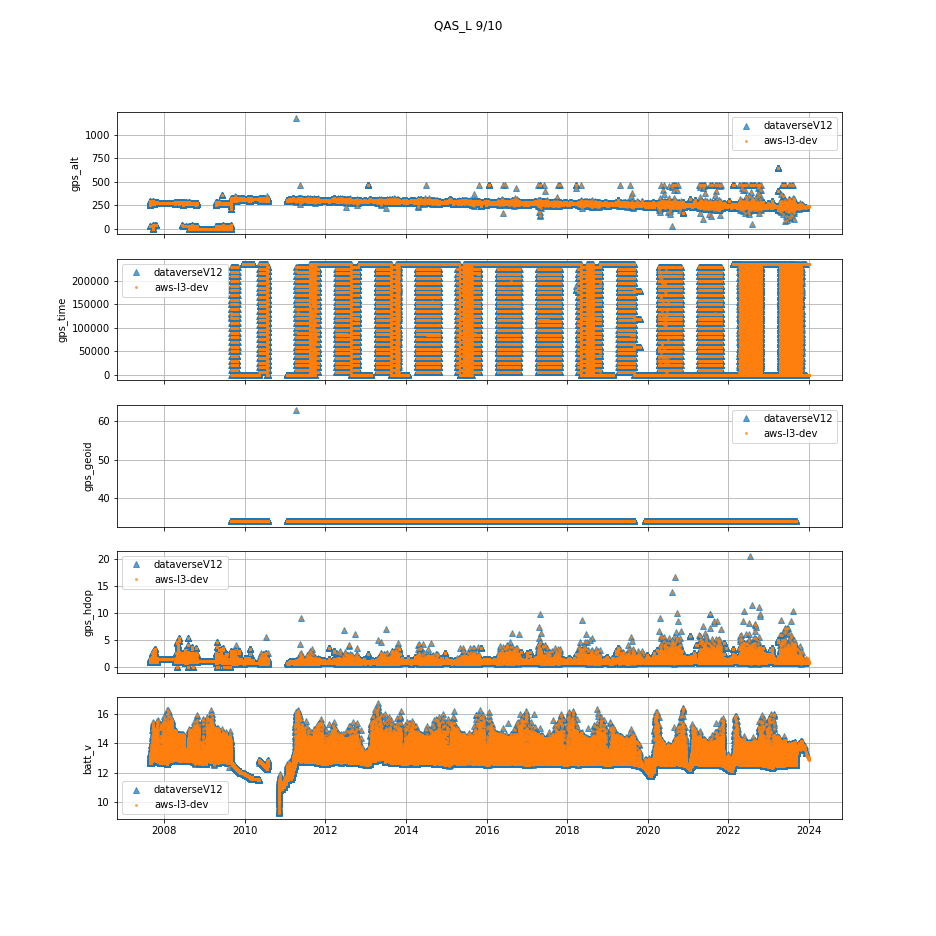 QAS_L 9/10
gps_alt
1000
750
500
250
0
dataverseV12
aws-l3-dev
gps_time
200000
150000
100000
50000
0
dataverseV12
aws-l3-dev
gps_geoid
60
50
40
dataverseV12
aws-l3-dev
gps_hdop
20
15
10
5
0
dataverseV12
aws-l3-dev
batt_v
16
14
12
10
dataverseV12
aws-l3-dev
2008 2010 2012 2014 2016 2018 2020 2022 2024